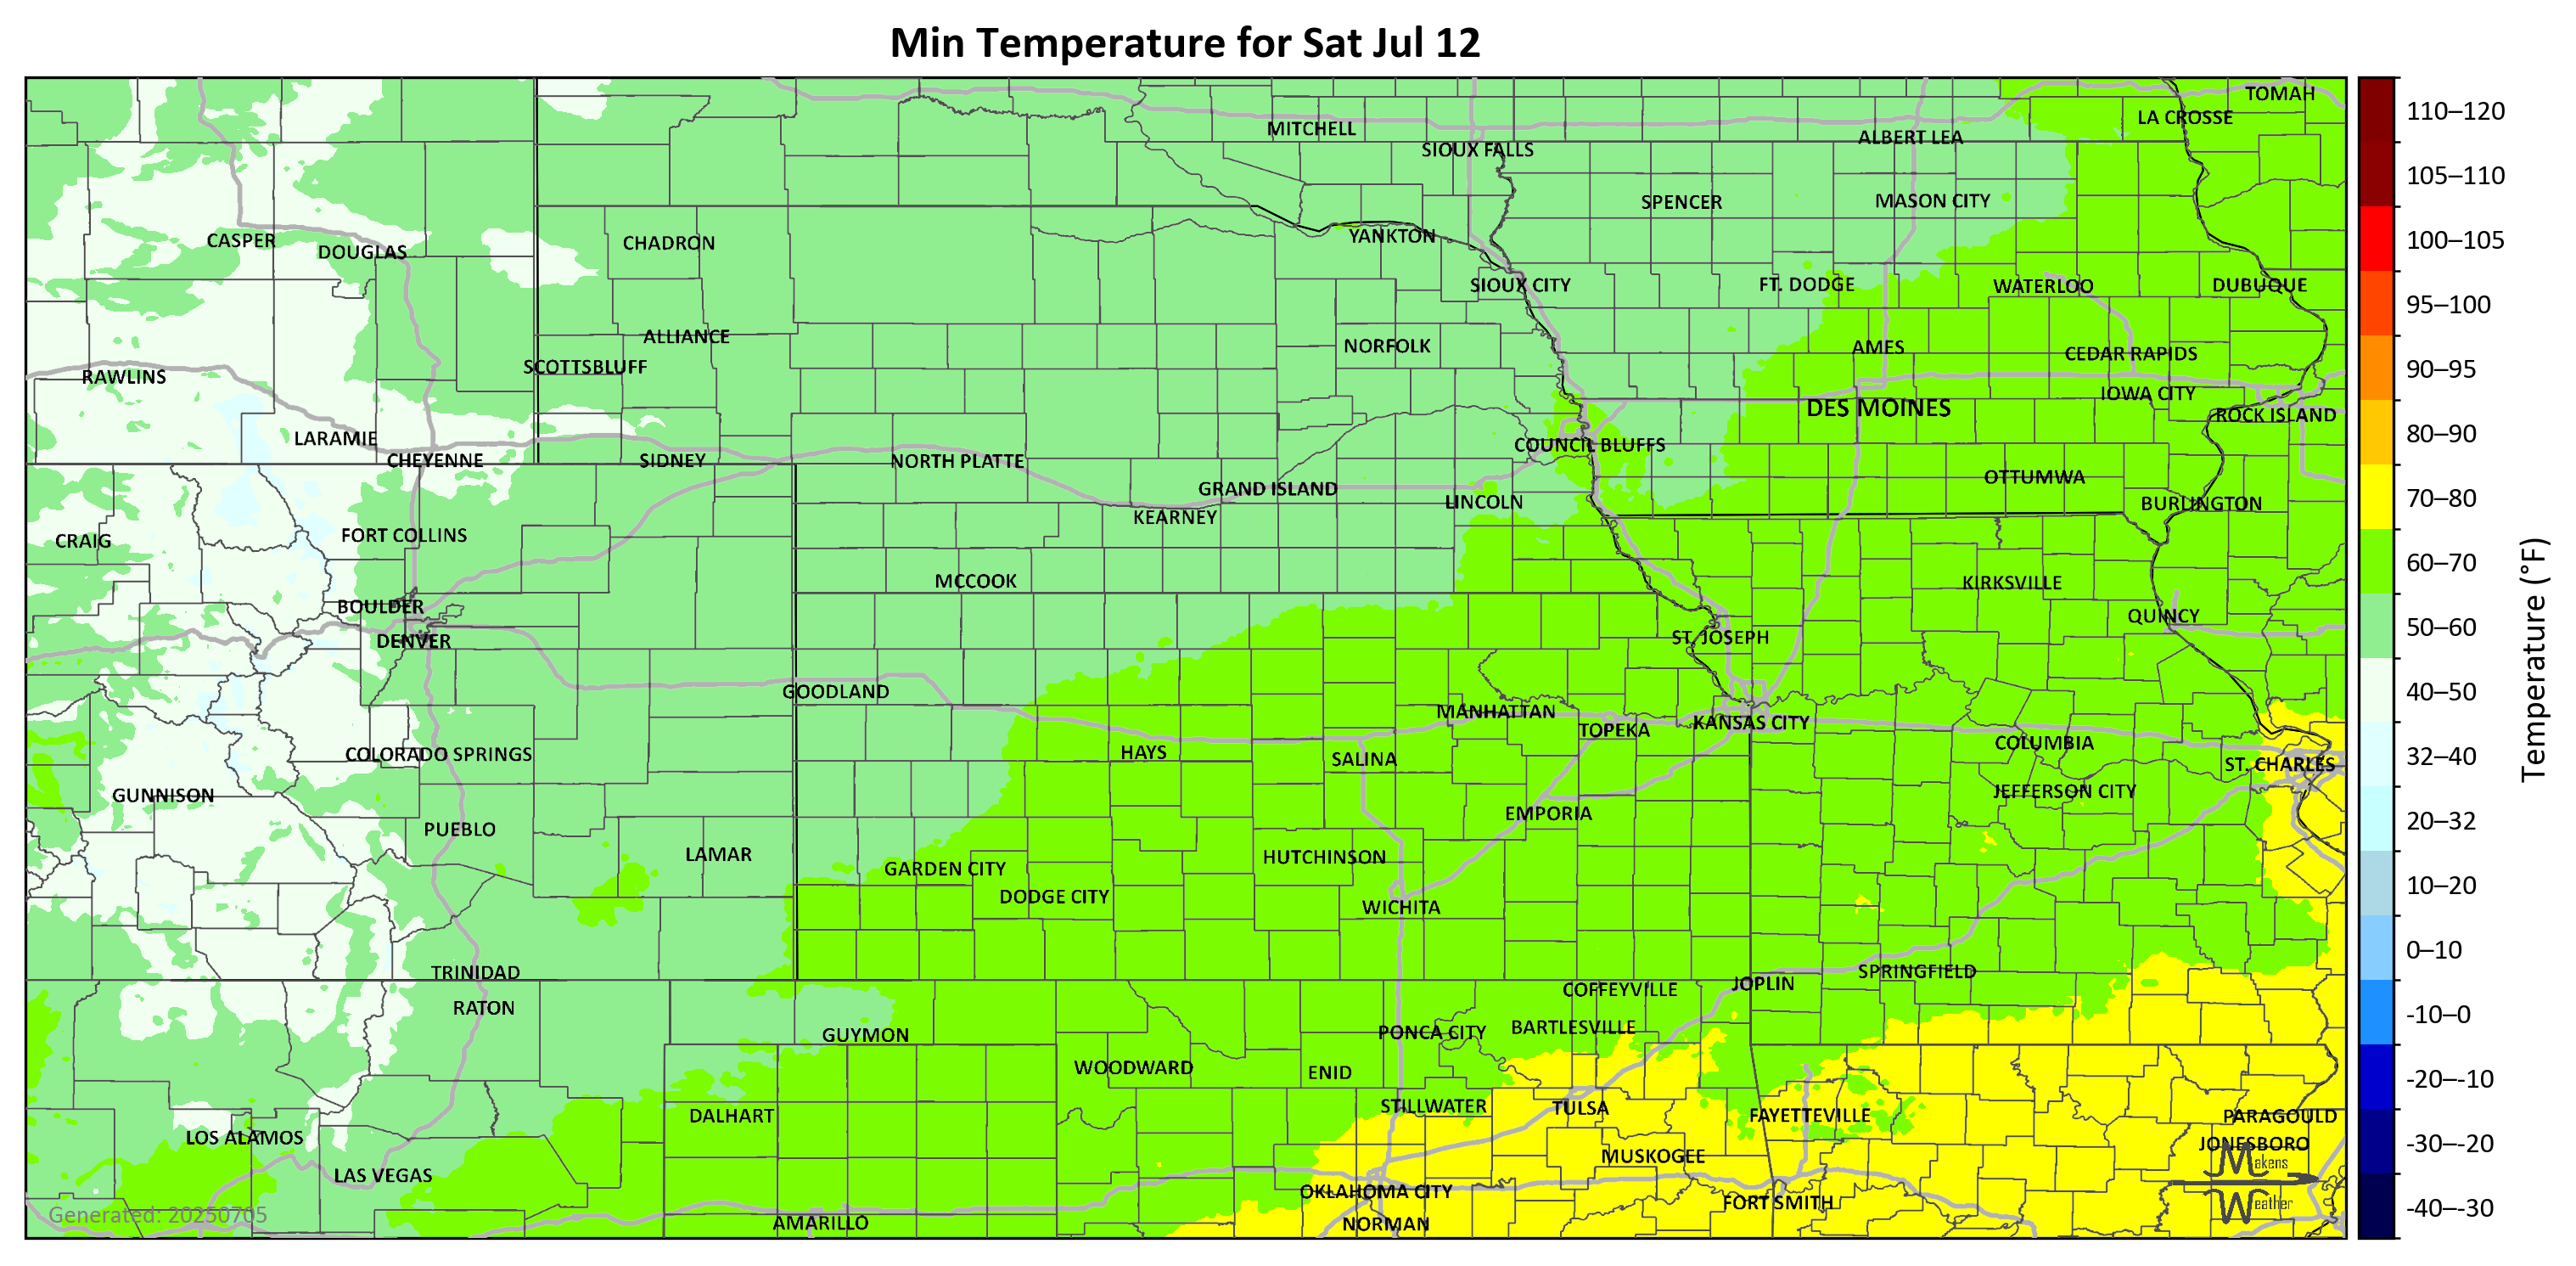 Min Temperature for Sat Jul 12
TOMAH
LA CROSSE
MITCHELL
ALBERT LEA
SIOUX FALLS
SPENCER
MASON CITY
CASPER
DOUGLAS
CHADRON
YANKTON
SIOUX CITY
FT. DODGE
WATERLOO
DUBUQUE
ALLIANCE
NORFOLK
AMES
CEDAR RAPIDS
SCOTTSBLUFF
RAWLINS
IOWA CITY
DES MOINES
ROCK ISLAND
LARAMIE
COUNCIL BLUFFS
CHEYENNE
SIDNEY
NORTH PLATTE
OTTUMWA
GRAND ISLAND
LINCOLN
BURLINGTON
KEARNEY
FORT COLLINS
CRAIG
MCCOOK
KIRKSVILLE
BOULDER
QUINCY
DENVER
ST. JOSEPH
GOODLAND
MANHATTAN
KANSAS CITY
TOPEKA
COLUMBIA
HAYS
COLORADO SPRINGS
SALINA
ST. CHARLES
JEFFERSON CITY
GUNNISON
EMPORIA
PUEBLO
LAMAR
HUTCHINSON
GARDEN CITY
DODGE CITY
WICHITA
TRINIDAD
SPRINGFIELD
JOPLIN
COFFEYVILLE
RATON
BARTLESVILLE
PONCA CITY
GUYMON
WOODWARD
ENID
STILLWATER
TULSA
DALHART
FAYETTEVILLE
PARAGOULD
LOS ALAMOS
JONESBORO
MUSKOGEE
LAS VEGAS
OKLAHOMA CITY
FORT SMITH
AMARILLO
NORMAN
Makens
Weather
Generated: 20250705
110–120
105–110
100–105
95–100
90–95
80–90
70–80
60–70
50–60
40–50
32–40
20–32
10–20
0–10
-10–0
-20–-10
-30–-20
-40–-30
Temperature (°F)